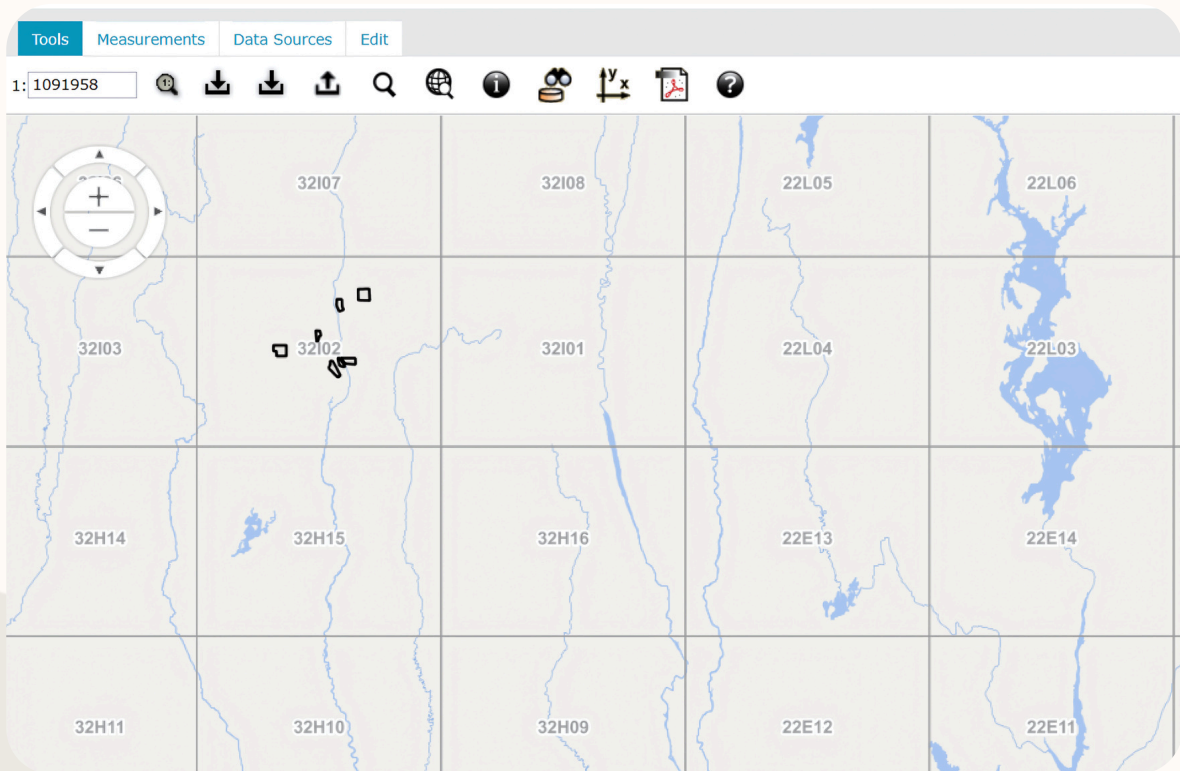 Tools Measurements Data Sources Edit
1: 1091958
32I07 32I08 22L05 22L06
32I03 32I02 32I01 22L04 22L03
32H14 32H15 32H16 22E13 22E14
32H11 32H10 32H09 22E12 22E11